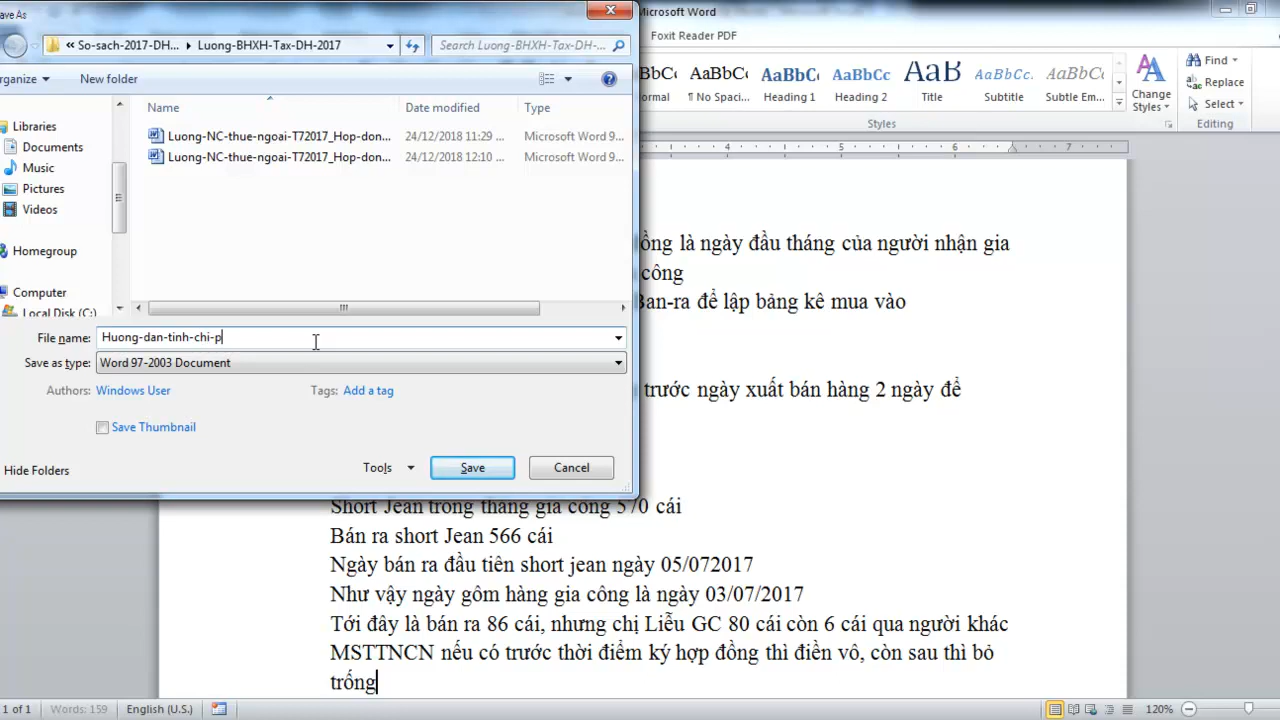 ave As
Microsoft Word
« So-sach-2017-DH... ▸ Luong-BHXH-Tax-DH-2017
Search Luong-BHXH-Tax-DH-...
Foxit Reader PDF
rganize
New folder
Name
Date modified
Type
Libraries
Documents
Music
Pictures
Videos
Homegroup
Computer
Local Disk (C:)
Luong-NC-thue-ngoai-T72017_Hop-don...
24/12/2018 11:29 ...
Microsoft Word 9...
Luong-NC-thue-ngoai-T72017_Hop-don...
24/12/2018 12:10 ...
Microsoft Word 9...
File name:
Huong-dan-tinh-chi-p
Save as type:
Word 97-2003 Document
Authors:
Windows User
Tags:
Add a tag
Save Thumbnail
Hide Folders
Tools
Save
Cancel
bCc AaBbCc. AaBbCc AaBbCc AaB AaBbCc. AaBbCc.
ormal
¶ No Spaci...
Heading 1
Heading 2
Title
Subtitle
Subtle Em...
Change
Styles
Styles
Find
Replace
Select
Editing
4 5 6 7
ồng là ngày đầu tháng của người nhận gia
công
Ban-ra để lập bảng kê mua vào
trước ngày xuất bán hàng 2 ngày để
Short Jean trong tháng gia công 570 cái
Bán ra short Jean 566 cái
Ngày bán ra đầu tiên short jean ngày 05/072017
Như vậy ngày gôm hàng gia công là ngày 03/07/2017
Tới đây là bán ra 86 cái, nhưng chị Liễu GC 80 cái còn 6 cái qua người khác
MSTTNCN nếu có trước thời điểm ký hợp đồng thì điền vô, còn sau thì bỏ
trống
1 of 1
Words: 159
English (U.S.)
120%